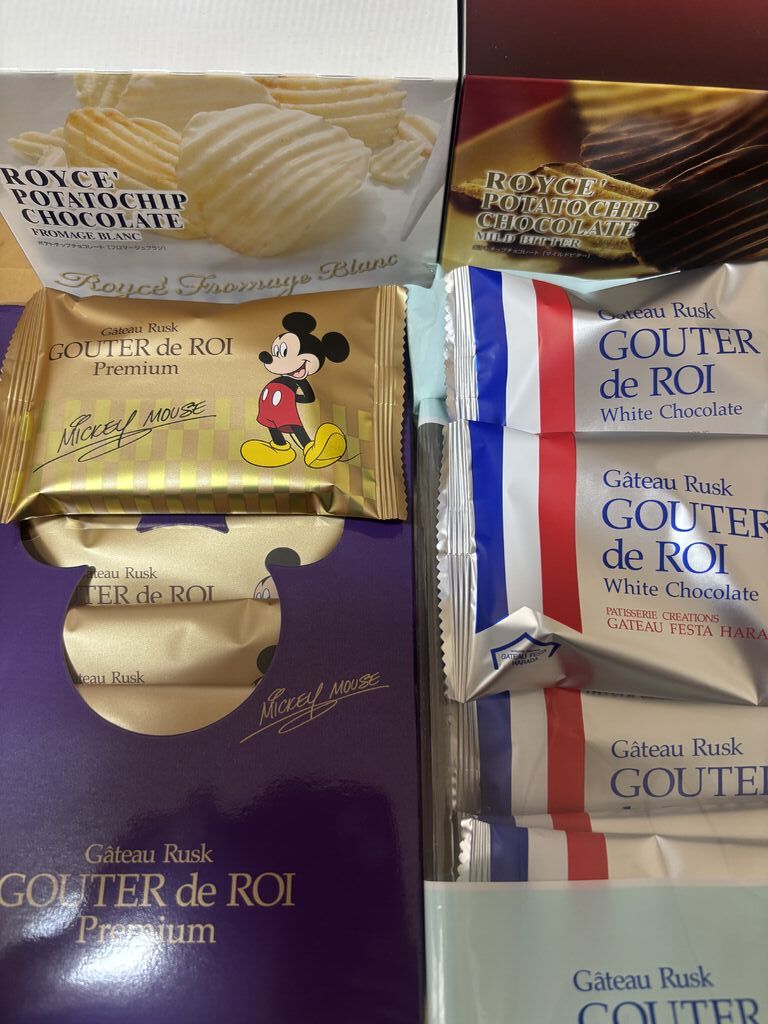 ROYCE'
POTATOCHIP
CHOCOLATE
FROMAGE BLANC
ポテトチップチョコレート［フロマージュブラン］
Royce' Fromage Blanc
ROYCE'
POTATOCHIP
CHOCOLATE
MILD BITTER
ポテトチップチョコレート［マイルドビター］
Gâteau Rusk
GOUTER de ROI
Premium
MICKEY MOUSE
ateau Rusk
TER de ROI
teau Rusk
MICKEY MOUSE
Gâteau Rusk
GOUTER de ROI
Premium
Gateau Rusk
GOUTER
de ROI
White Chocolate
Gâteau Rusk
GOUTER
de ROI
White Chocolate
PATISSERIE CREATIONS
GATEAU FESTA HARA
GATEAU FESTA
HARADA
Gâteau Rusk
GOUTE
Gâteau Rusk
GOUTER